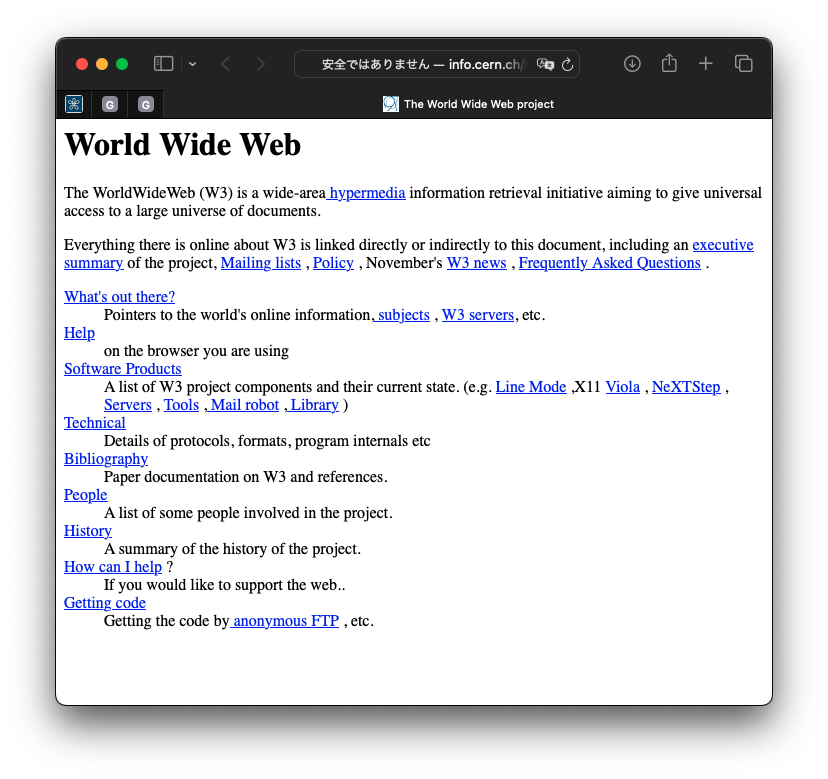 安全ではありません — info.cern.ch/
G
G
The World Wide Web project
World Wide Web
The WorldWideWeb (W3) is a wide-area hypermedia information retrieval initiative aiming to give universal
access to a large universe of documents.
Everything there is online about W3 is linked directly or indirectly to this document, including an executive
summary of the project, Mailing lists , Policy , November's W3 news , Frequently Asked Questions .
What's out there?
Pointers to the world's online information, subjects , W3 servers, etc.
Help
on the browser you are using
Software Products
A list of W3 project components and their current state. (e.g. Line Mode ,X11 Viola , NeXTStep ,
Servers , Tools , Mail robot , Library )
Technical
Details of protocols, formats, program internals etc
Bibliography
Paper documentation on W3 and references.
People
A list of some people involved in the project.
History
A summary of the history of the project.
How can I help ?
If you would like to support the web..
Getting code
Getting the code by anonymous FTP , etc.